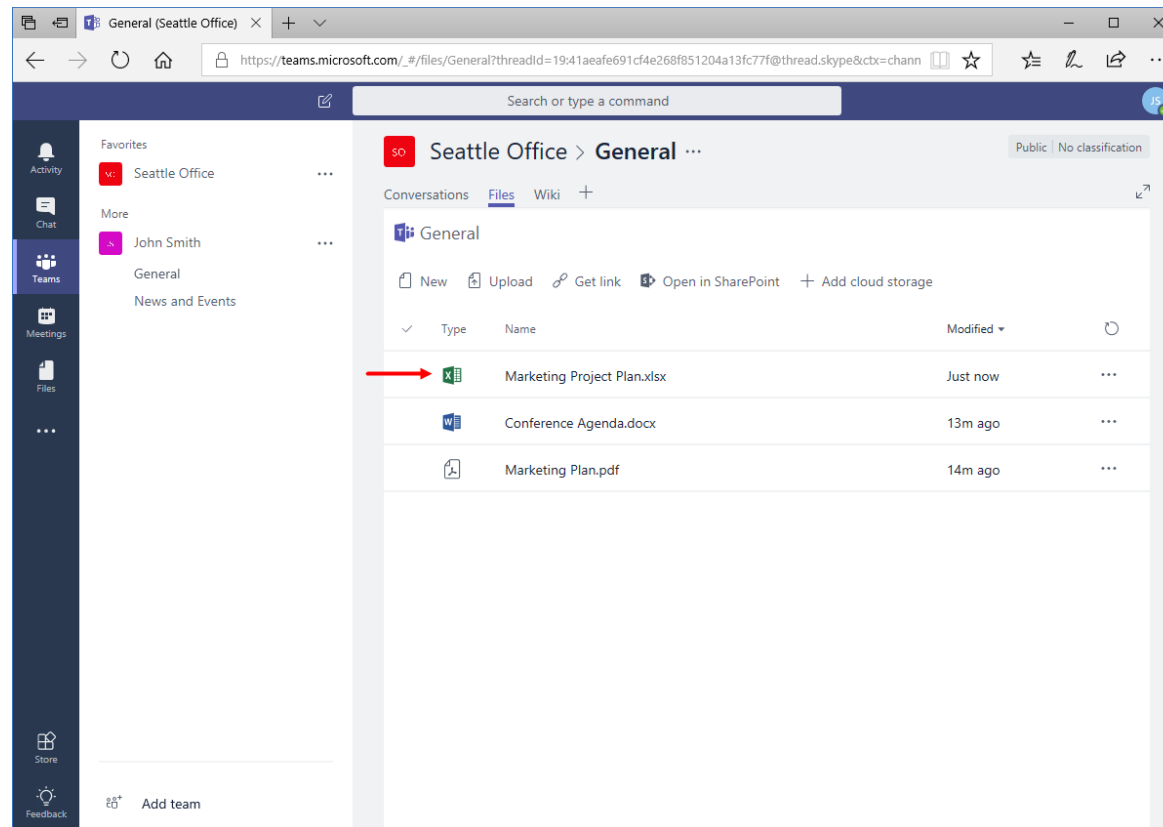 General (Seattle Office)
https://teams.microsoft.com/_#/files/General?threadId=19:41aeafe691cf4e268f851204a13fc77f@thread.skype&ctx=chann
Search or type a command
JS
Activity
Chat
Teams
Meetings
Files
Store
Feedback
Favorites
SO Seattle Office
More
JS John Smith
General
News and Events
Add team
SO Seattle Office > General
Public No classification
Conversations Files Wiki
General
New Upload Get link Open in SharePoint Add cloud storage
Type Name Modified
Marketing Project Plan.xlsx Just now
Conference Agenda.docx 13m ago
Marketing Plan.pdf 14m ago